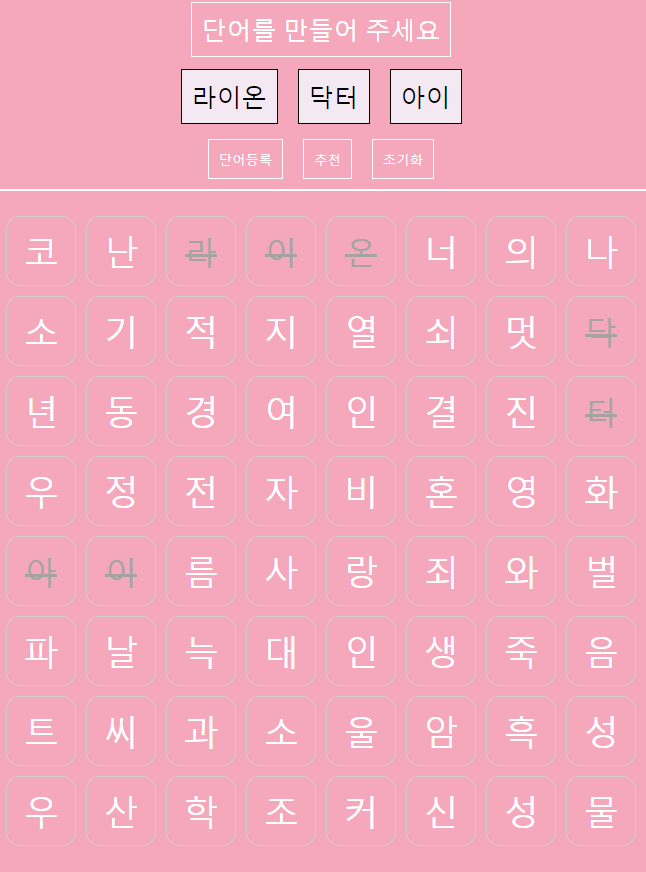 단어를 만들어 주세요
라이온 닥터 아이
단어등록 추천 초기화
코 난 라 이 온 너 의 나
소 기 적 지 열 쇠 멋 닥
년 동 경 여 인 결 진 터
우 정 전 자 비 혼 영 화
아 이 름 사 랑 죄 와 벌
파 날 늑 대 인 생 죽 음
트 씨 과 소 울 암 흑 성
우 산 학 조 커 신 성 물